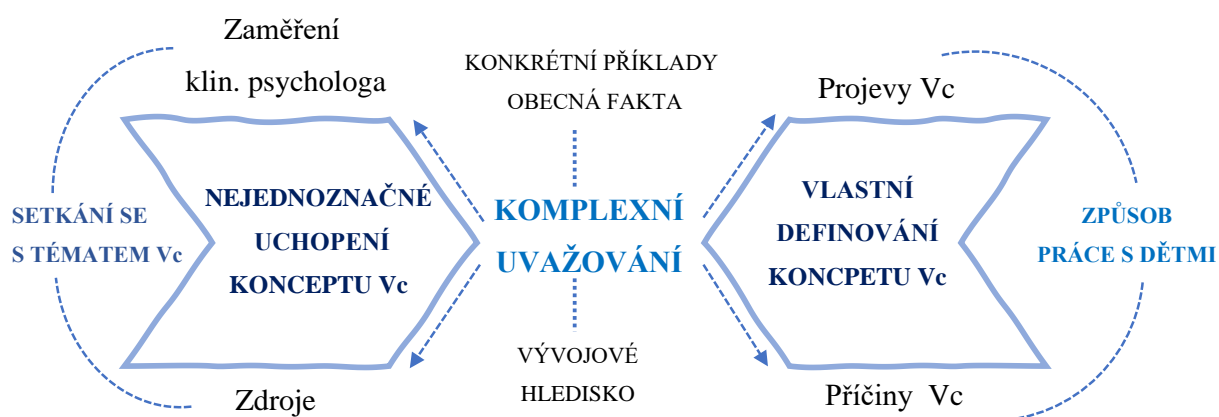 Zaměření
klin. psychologa
SETKÁNÍ SE
S TÉMATEM Vc
NEJEDNOZNAČNÉ
UCHOPENÍ
KONCEPTU Vc
Zdroje
KONKRÉTNÍ PŘÍKLADY
OBECNÁ FAKTA
KOMPLEXNÍ
UVAŽOVÁNÍ
VÝVOJOVÉ
HLEDISKO
Projevy Vc
VLASTNÍ
DEFINOVÁNÍ
KONCPETU Vc
Příčiny Vc
ZPŮSOB
PRÁCE S DĚTMI